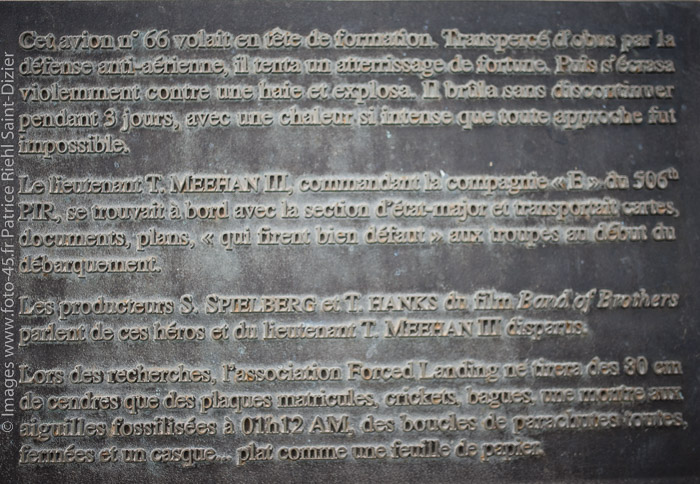 Cet avion n° 66 volait en tête de formation. Transpercé d'obus par la
défense anti-aérienne, il tenta un atterrissage de fortune. Puis s'écrasa
violemment contre une haie et explosa. Il brûla sans discontinuer
pendant 3 jours, avec une chaleur si intense que toute approche fut
impossible.
Le lieutenant T. MEEHAN III, commandant la compagnie « E » du 506th
PIR, se trouvait à bord avec la section d'état-major et transportait cartes,
documents, plans, « qui firent bien défaut » aux troupes au début du
débarquement.
Les producteurs S. SPIELBERG et T. HANKS du film Band of Brothers
parlent de ces héros et du lieutenant T. MEEHAN III disparus.
Lors des recherches, l'association Forced Landing ne tirera des 30 cm
de cendres que des plaques matricules, crickets, bagues, une montre aux
aiguilles fossilisées à 01h12 AM, des boucles de parachutes toutes,
fermées et un casque... plat comme une feuille de papier.
© Images www.foto-45.fr Patrice Riehl Saint-Dizier